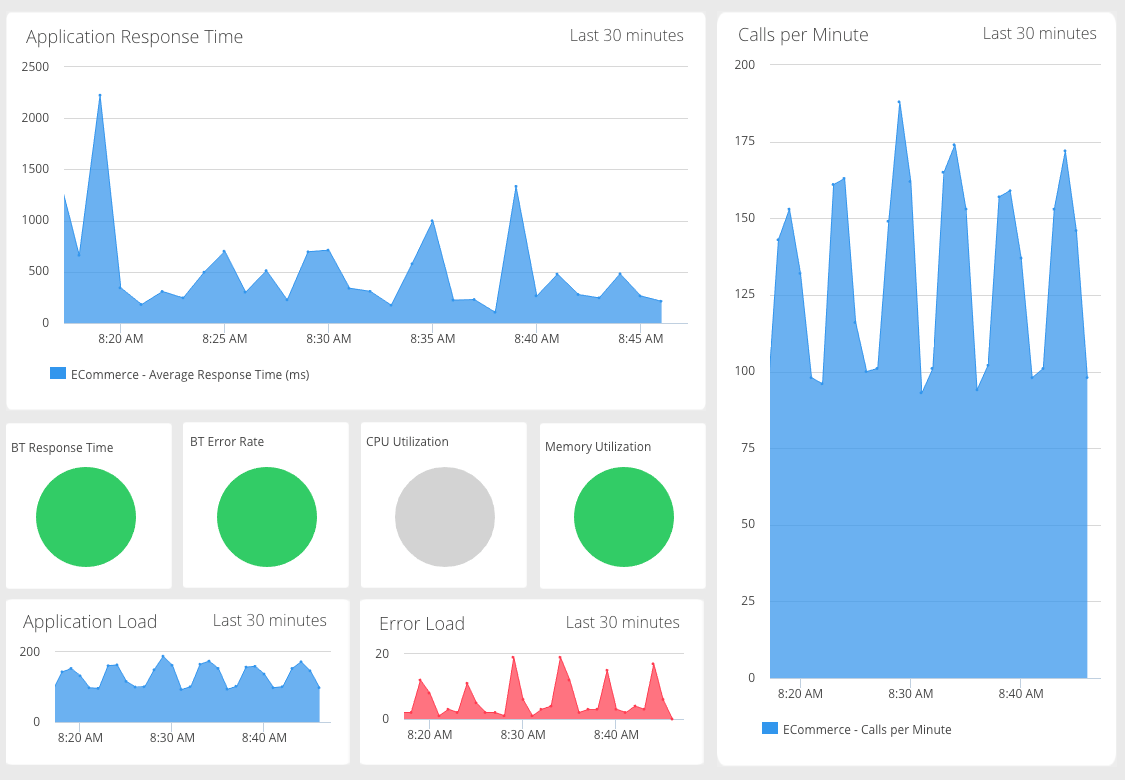 Application Response Time
Last 30 minutes
2500
2000
1500
1000
500
0
8:20 AM 8:25 AM 8:30 AM 8:35 AM 8:40 AM 8:45 AM
ECommerce - Average Response Time (ms)
Calls per Minute
Last 30 minutes
200
175
150
125
100
75
50
25
0
8:20 AM 8:30 AM 8:40 AM
ECommerce - Calls per Minute
BT Response Time
BT Error Rate
CPU Utilization
Memory Utilization
Application Load
Last 30 minutes
200
0
8:20 AM 8:30 AM 8:40 AM
Error Load
Last 30 minutes
20
0
8:20 AM 8:30 AM 8:40 AM